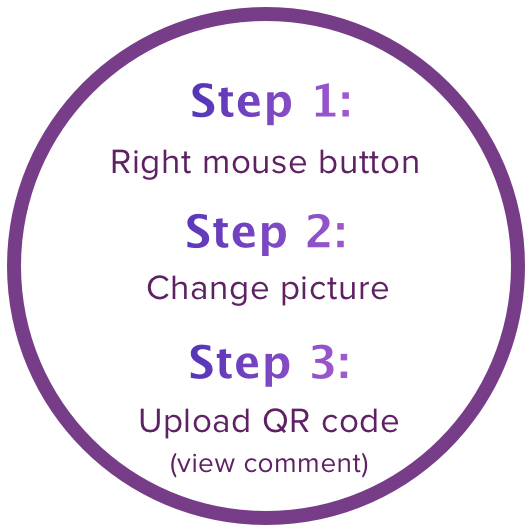 Step 1:
Right mouse button
Step 2:
Change picture
Step 3:
Upload QR code
(view comment)